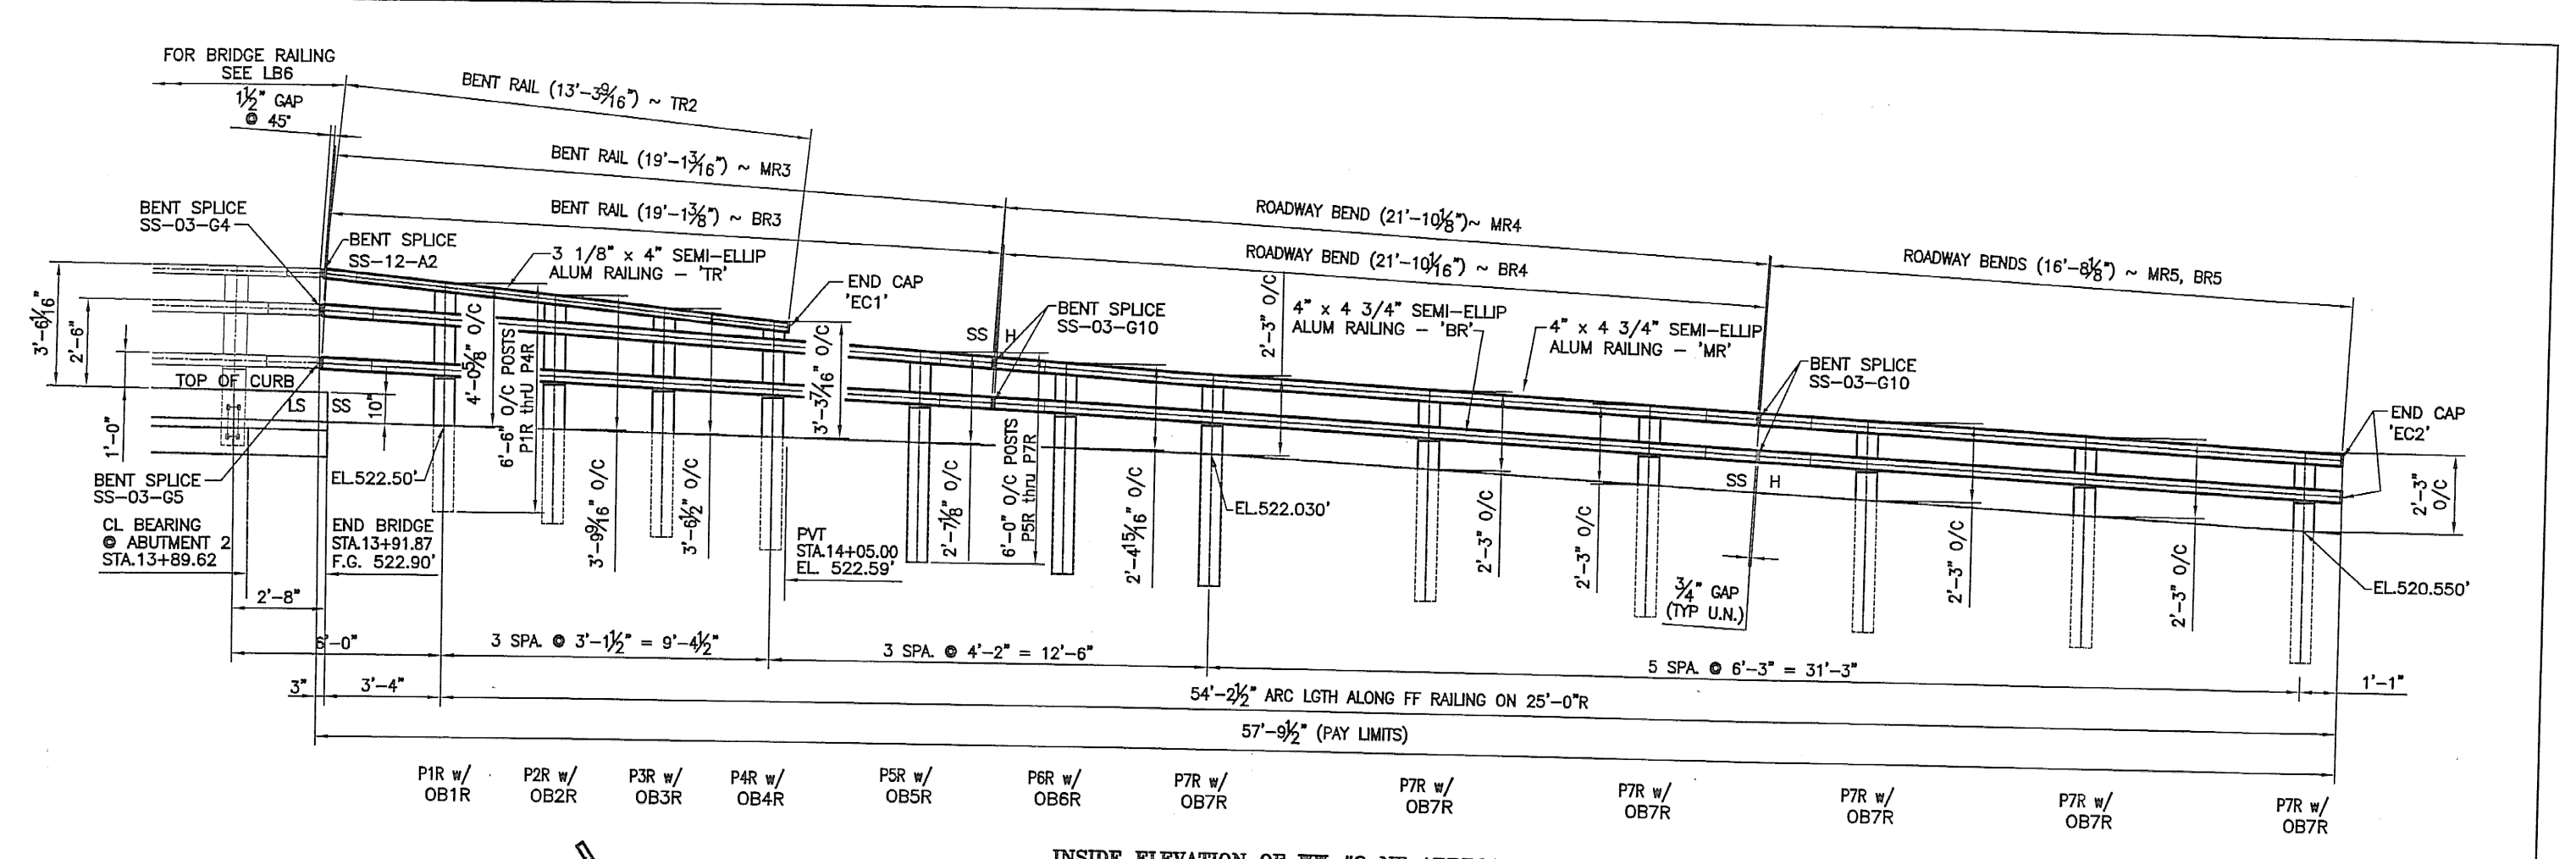 FOR BRIDGE RAILING
SEE LB6
1½" GAP
@ 45°
BENT RAIL (13'-3⁹⁄₁₆") ~ TR2
BENT RAIL (19'-1³⁄₁₆") ~ MR3
BENT RAIL (19'-1³⁄₈") ~ BR3
ROADWAY BEND (21'-10⅛")~ MR4
ROADWAY BEND (21'-10¹⁄₁₆") ~ BR4
ROADWAY BENDS (16'-8⅛") ~ MR5, BR5
BENT SPLICE
SS-03-G4
BENT SPLICE
SS-12-A2
3 1/8" x 4" SEMI-ELLIP
ALUM RAILING - 'TR'
END CAP
'EC1'
BENT SPLICE
SS-03-G10
SS
H
2'-3" O/C
4" x 4 3/4" SEMI-ELLIP
ALUM RAILING - 'BR'
4" x 4 3/4" SEMI-ELLIP
ALUM RAILING - 'MR'
BENT SPLICE
SS-03-G10
END CAP
'EC2'
3'-6¹⁄₁₆"
2'-6"
1'-0"
TOP OF CURB
LS
SS
10"
4'-0⅝" O/C
6'-6" O/C POSTS
P1R thru P4R
3'-9⁹⁄₁₆" O/C
3'-6½" O/C
3'-3⁷⁄₁₆" O/C
2'-7⅛" O/C
6'-0" O/C POSTS
P5R thru P7R
2'-4¹⁵⁄₁₆" O/C
2'-3" O/C
2'-3" O/C
SS
H
2'-3" O/C
2'-3" O/C
2'-3"
O/C
BENT SPLICE
SS-03-G5
EL.522.50'
EL.522.030'
EL.520.550'
CL BEARING
@ ABUTMENT 2
STA.13+89.62
END BRIDGE
STA.13+91.87
F.G. 522.90'
PVT
STA.14+05.00
EL. 522.59'
¾" GAP
(TYP U.N.)
2'-8"
6'-0"
3 SPA. @ 3'-1½" = 9'-4½"
3 SPA. @ 4'-2" = 12'-6"
5 SPA. @ 6'-3" = 31'-3"
3"
3'-4"
54'-2½" ARC LGTH ALONG FF RAILING ON 25'-0"R
1'-1"
57'-9½" (PAY LIMITS)
P1R w/
OB1R
P2R w/
OB2R
P3R w/
OB3R
P4R w/
OB4R
P5R w/
OB5R
P6R w/
OB6R
P7R w/
OB7R
P7R w/
OB7R
P7R w/
OB7R
P7R w/
OB7R
P7R w/
OB7R
P7R w/
OB7R
INSIDE ELEVATION OF